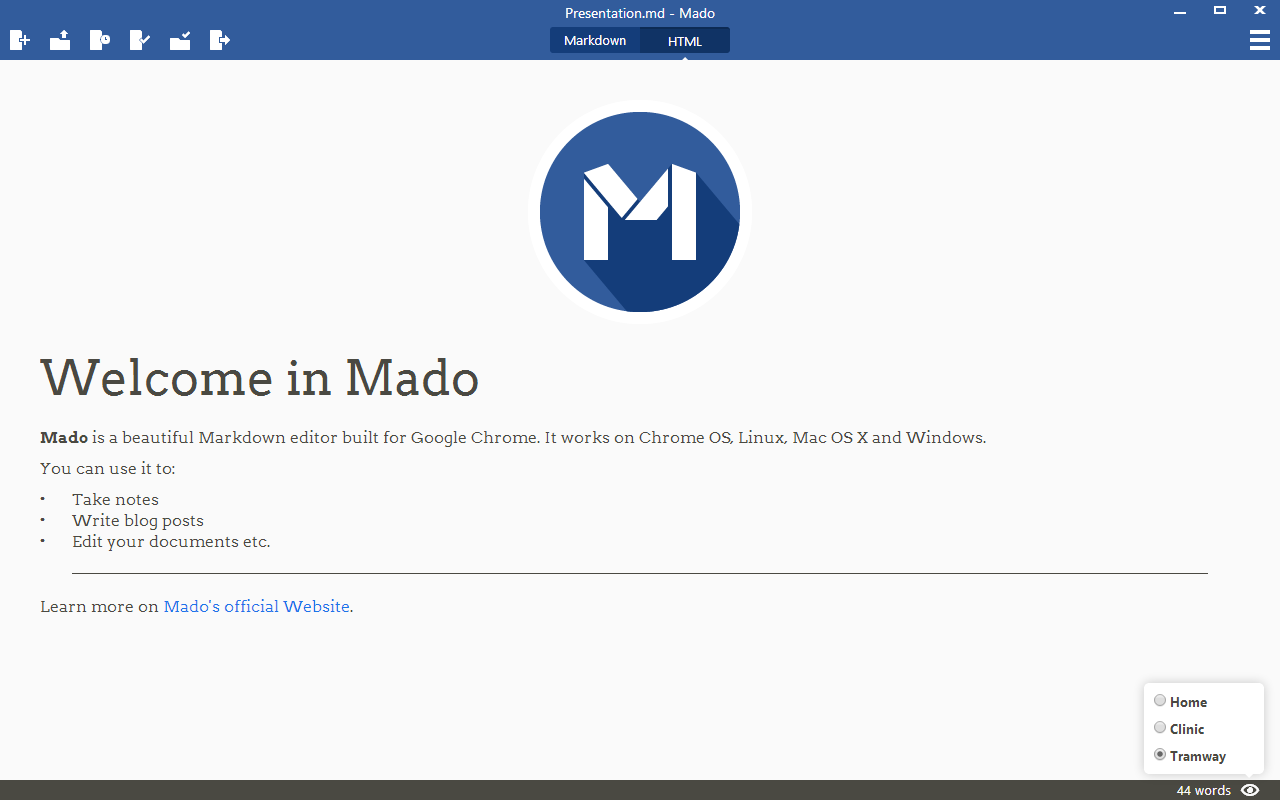 Presentation.md - Mado
Markdown HTML
M
Welcome in Mado
Mado is a beautiful Markdown editor built for Google Chrome. It works on Chrome OS, Linux, Mac OS X and Windows.
You can use it to:
• Take notes
• Write blog posts
• Edit your documents etc.
Learn more on Mado's official Website.
Home
Clinic
Tramway
44 words